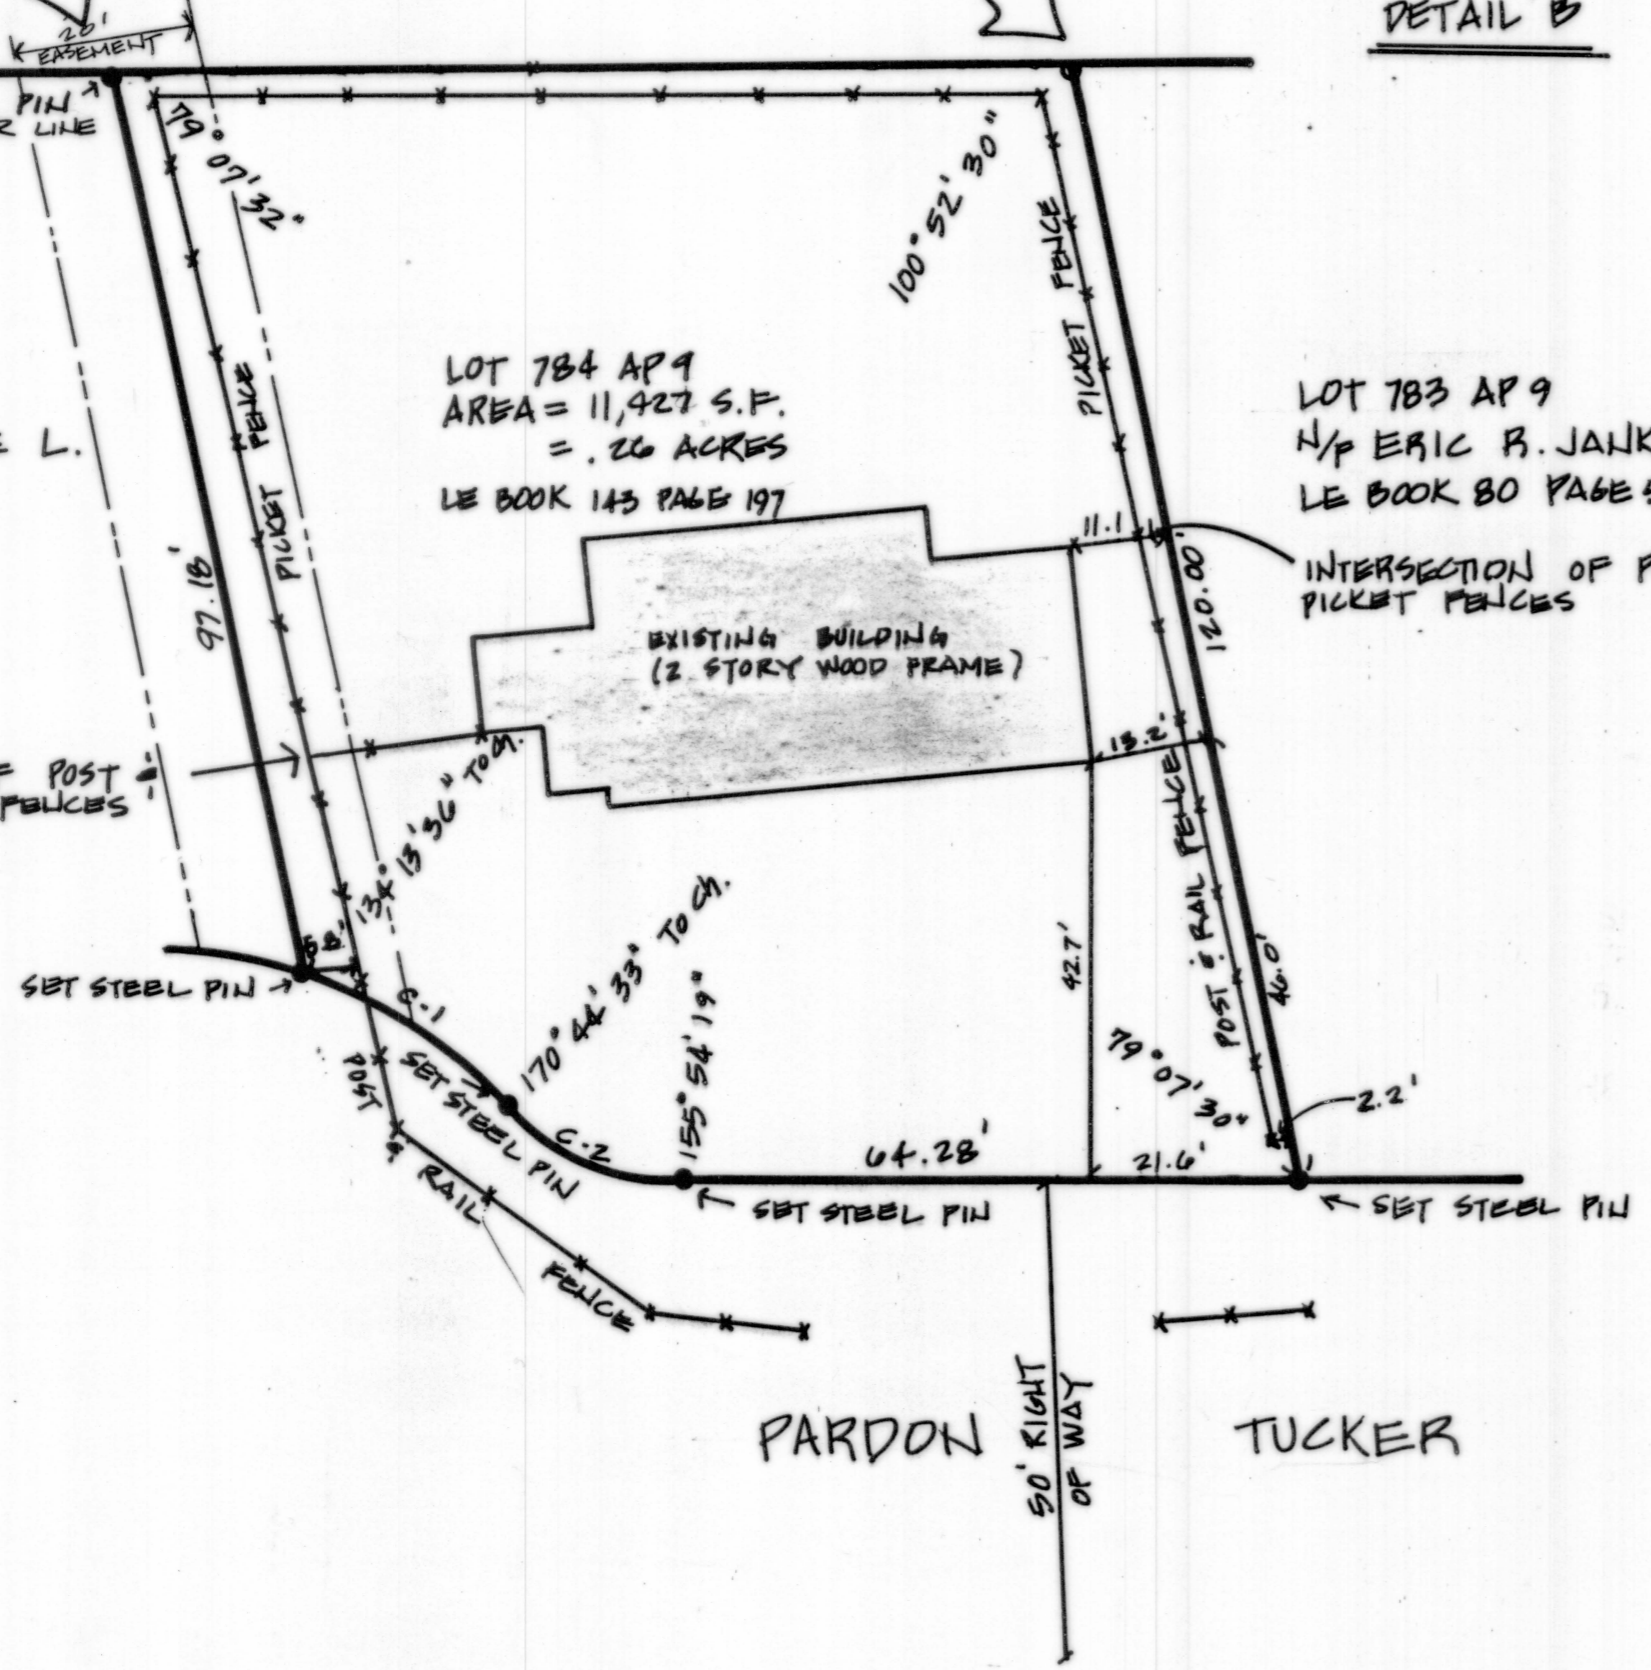 DETAIL B
20'
EASEMENT
PIN
R LINE
79° 07' 32"
100° 52' 30"
PICKET FENCE
PICKET FENCE
LOT 784 AP 9
AREA = 11,427 S.F.
= .26 ACRES
LE BOOK 143 PAGE 197
LOT 783 AP 9
N/F ERIC R. JANK
LE BOOK 80 PAGE
E L.
97.18'
11.1
120.00'
INTERSECTION OF
PICKET FENCES
EXISTING BUILDING
(2 STORY WOOD FRAME)
13.2'
POST
FENCES
134° 13' 36" TO Ch.
170° 44' 33" TO Ch.
155° 54' 19"
42.7'
POST & RAIL FENCE
46.0'
79° 07' 30"
2.2'
5.8'
SET STEEL PIN
C.1
SET STEEL PIN
C.2
64.28'
21.6'
SET STEEL PIN
SET STEEL PIN
POST & RAIL FENCE
50' RIGHT
OF WAY
PARDON TUCKER